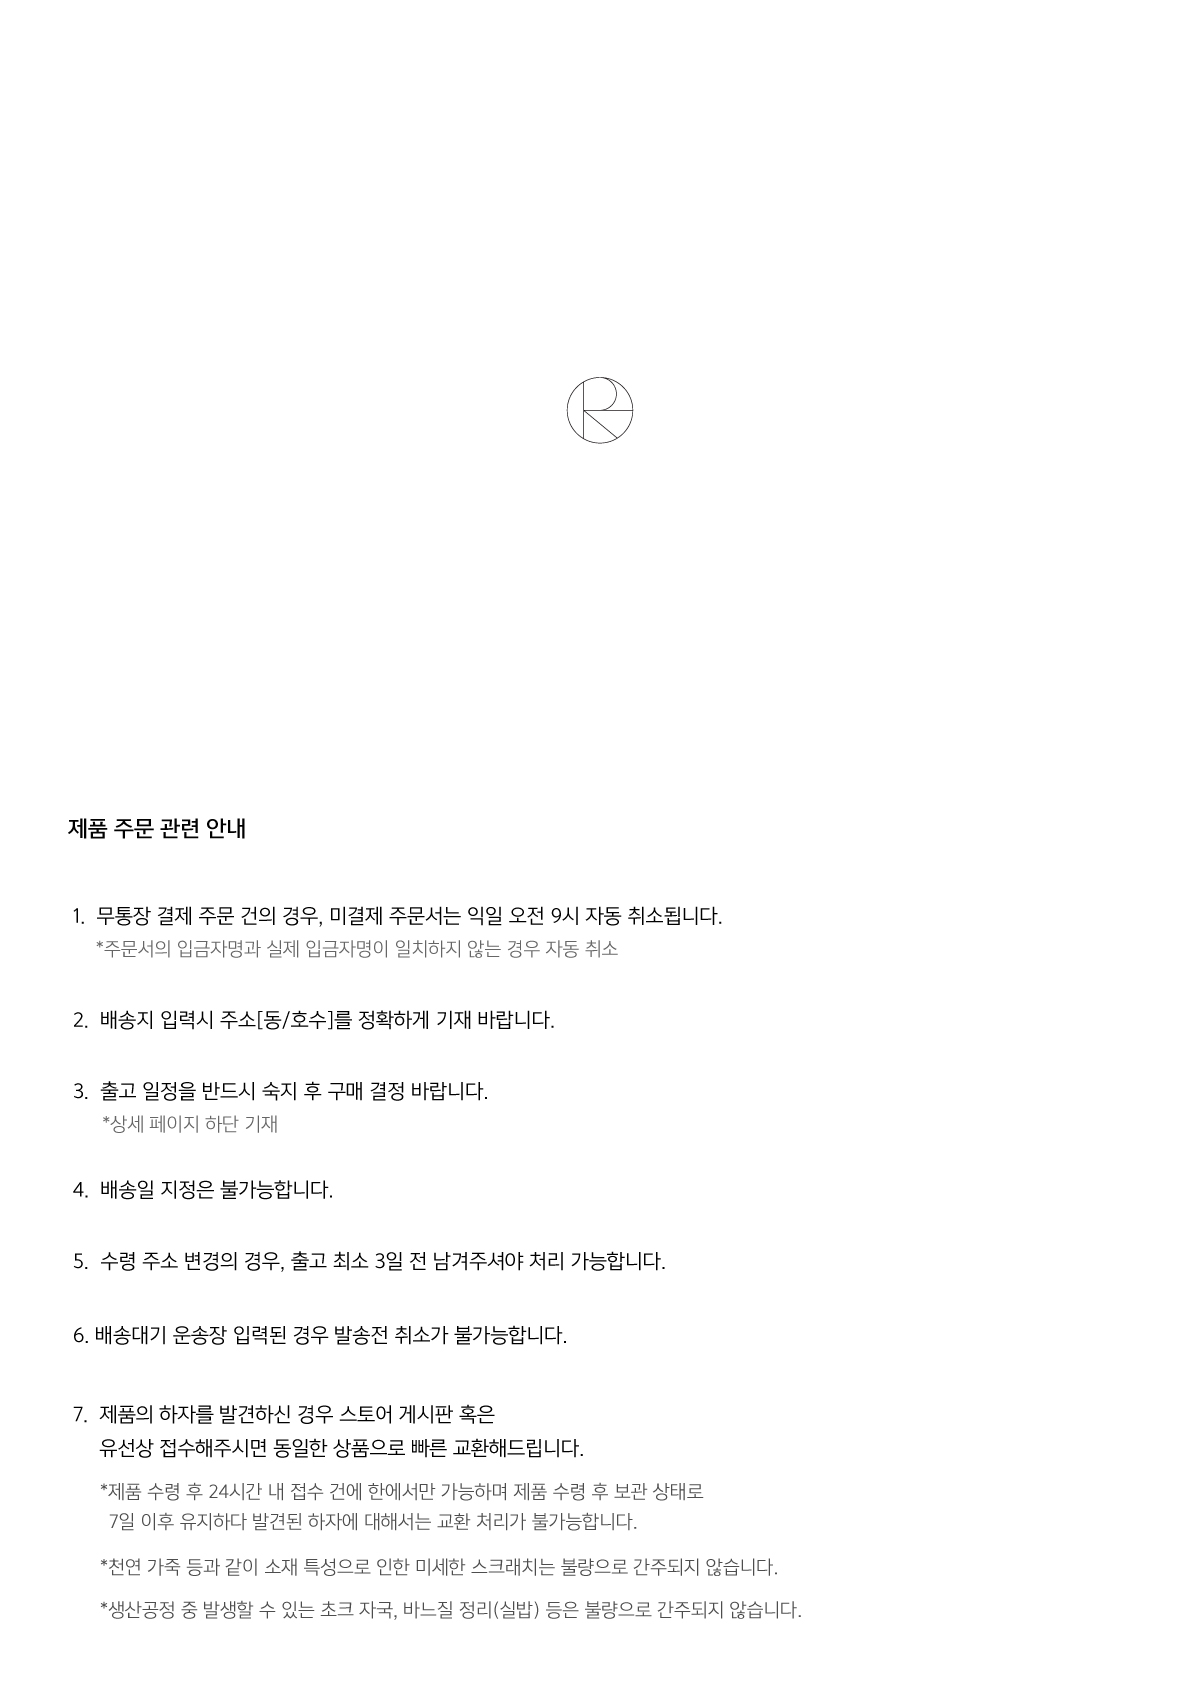 제품 주문 관련 안내
1. 무통장 결제 주문 건의 경우, 미결제 주문서는 익일 오전 9시 자동 취소됩니다.
*주문서의 입금자명과 실제 입금자명이 일치하지 않는 경우 자동 취소
2. 배송지 입력시 주소[동/호수]를 정확하게 기재 바랍니다.
3. 출고 일정을 반드시 숙지 후 구매 결정 바랍니다.
*상세 페이지 하단 기재
4. 배송일 지정은 불가능합니다.
5. 수령 주소 변경의 경우, 출고 최소 3일 전 남겨주셔야 처리 가능합니다.
6. 배송대기 운송장 입력된 경우 발송전 취소가 불가능합니다.
7. 제품의 하자를 발견하신 경우 스토어 게시판 혹은
유선상 접수해주시면 동일한 상품으로 빠른 교환해드립니다.
*제품 수령 후 24시간 내 접수 건에 한에서만 가능하며 제품 수령 후 보관 상태로
7일 이후 유지하다 발견된 하자에 대해서는 교환 처리가 불가능합니다.
*천연 가죽 등과 같이 소재 특성으로 인한 미세한 스크래치는 불량으로 간주되지 않습니다.
*생산공정 중 발생할 수 있는 초크 자국, 바느질 정리(실밥) 등은 불량으로 간주되지 않습니다.